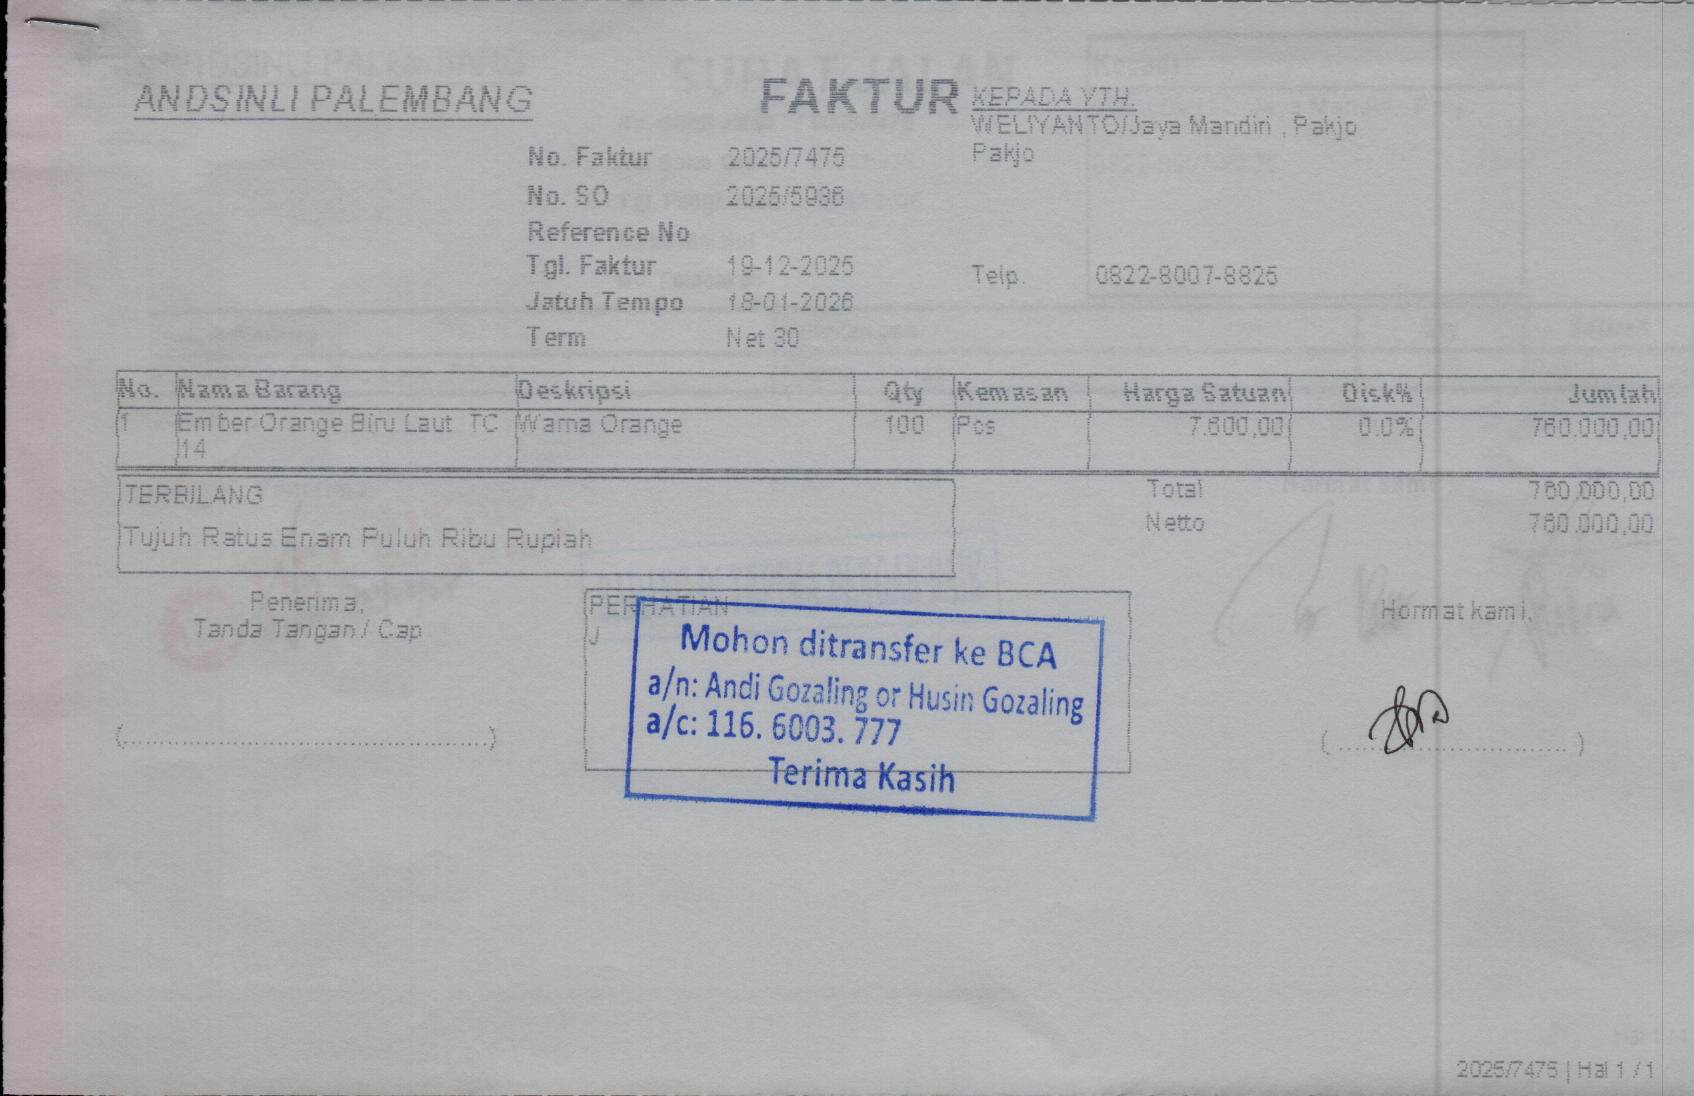 ANDSINLI PALEMBANG
FAKTUR
KEPADA YTH.
WELIYANTO/Jaya Mandiri , Pakjo
Pakjo
No. Faktur 2025/7475
No. SO 2025/5936
Reference No
Tgl. Faktur 19-12-2025
Telp. 0822-8007-8825
Jatuh Tempo 18-01-2026
Term Net 30
No. Nama Barang Deskripsi Qty Kemasan Harga Satuan Disk% Jumlah
1 Ember Orange Biru Laut TC Warna Orange 100 Pcs 7.600,00 0.0% 760.000,00
14
TERBILANG
Tujuh Ratus Enam Puluh Ribu Rupiah
Total 760.000,00
Netto 760.000,00
Penerima,
Tanda Tangan / Cap
(............................................)
PERHATIAN
J
Mohon ditransfer ke BCA
a/n: Andi Gozaling or Husin Gozaling
a/c: 116. 6003. 777
Terima Kasih
Hormat kami,
( ............................ )
2025/7475 | Hal 1 / 1